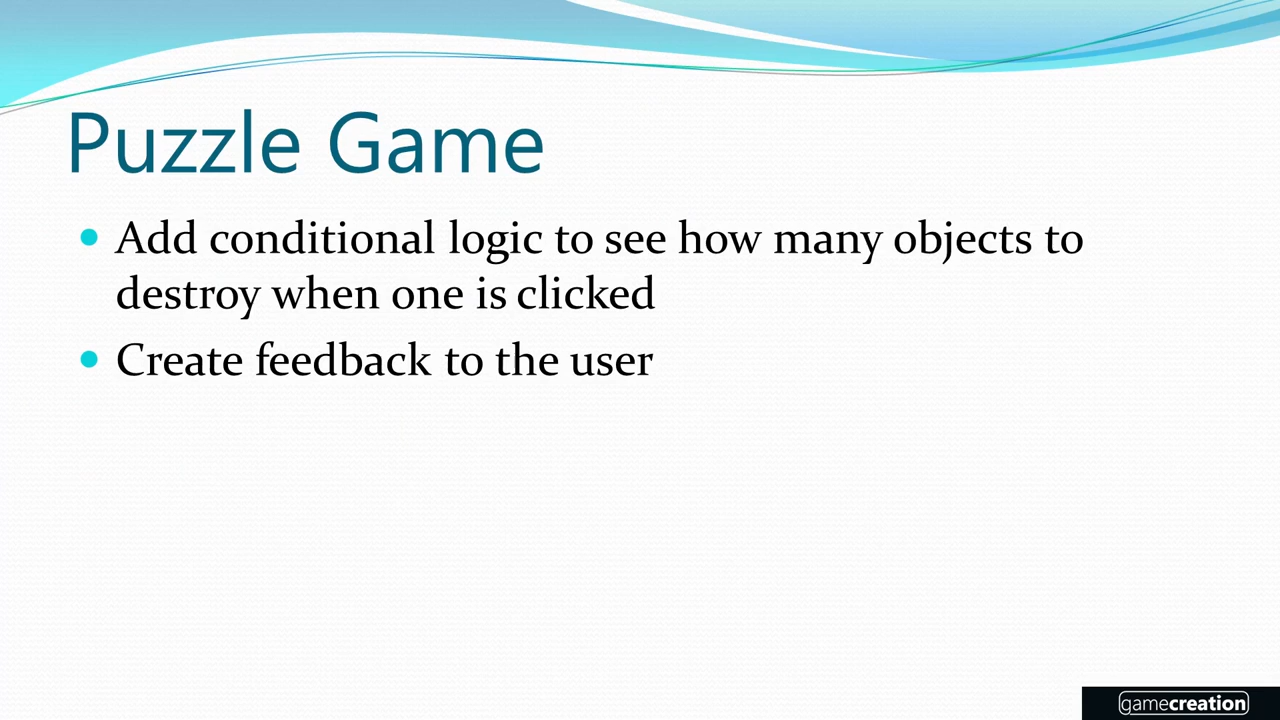 Puzzle Game
Add conditional logic to see how many objects to
destroy when one is clicked
Create feedback to the user
gamecreation